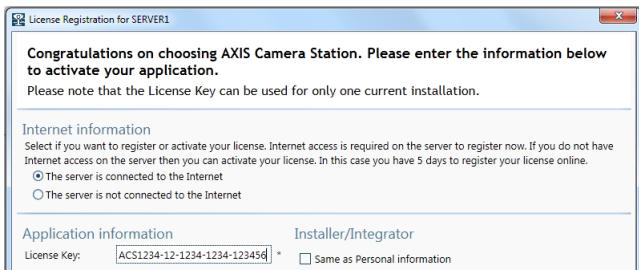 License Registration for SERVER1
Congratulations on choosing AXIS Camera Station. Please enter the information below
to activate your application.
Please note that the License Key can be used for only one current installation.
Internet information
Select if you want to register or activate your license. Internet access is required on the server to register now. If you do not have
Internet access on the server then you can activate your license. In this case you have 5 days to register your license online.
The server is connected to the Internet
The server is not connected to the Internet
Application information
Installer/Integrator
License Key: ACS1234-12-1234-1234-123456 *
Same as Personal information